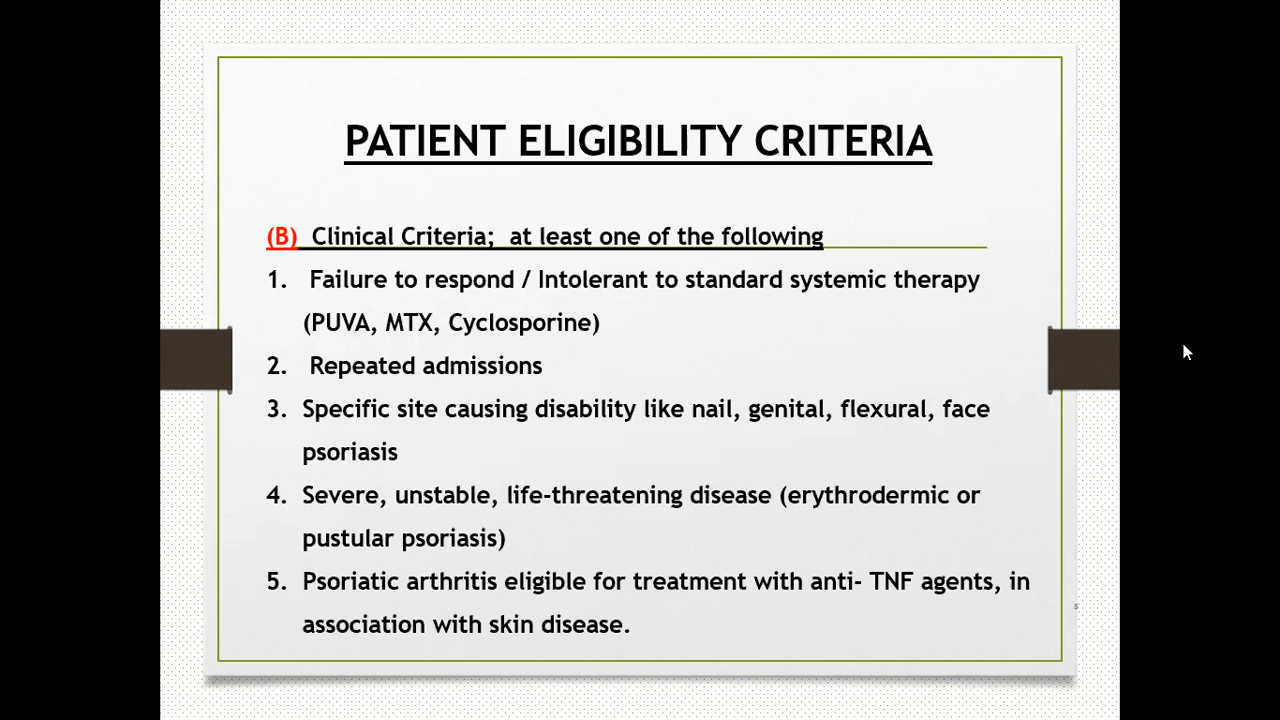 PATIENT ELIGIBILITY CRITERIA
(B) Clinical Criteria; at least one of the following
1. Failure to respond / Intolerant to standard systemic therapy
(PUVA, MTX, Cyclosporine)
2. Repeated admissions
3. Specific site causing disability like nail, genital, flexural, face
psoriasis
4. Severe, unstable, life-threatening disease (erythrodermic or
pustular psoriasis)
5. Psoriatic arthritis eligible for treatment with anti- TNF agents, in
association with skin disease.
5